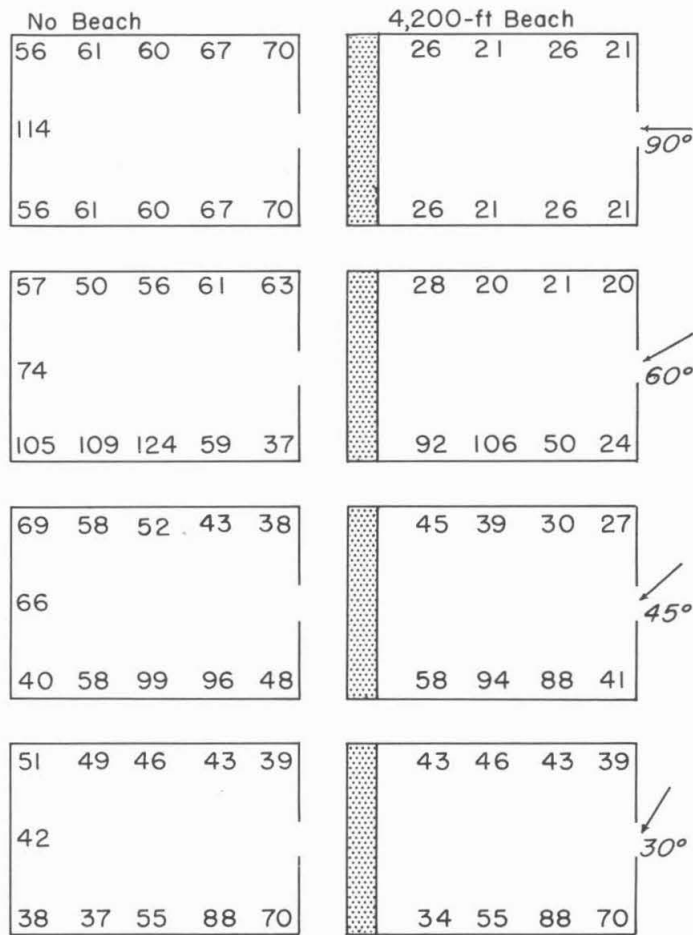 No Beach 4,200-ft Beach
56 61 60 67 70 26 21 26 21
114 90°
56 61 60 67 70 26 21 26 21
57 50 56 61 63 28 20 21 20
74 60°
105 109 124 59 37 92 106 50 24
69 58 52 43 38 45 39 30 27
66 45°
40 58 99 96 48 58 94 88 41
51 49 46 43 39 43 46 43 39
42 30°
38 37 55 88 70 34 55 88 70